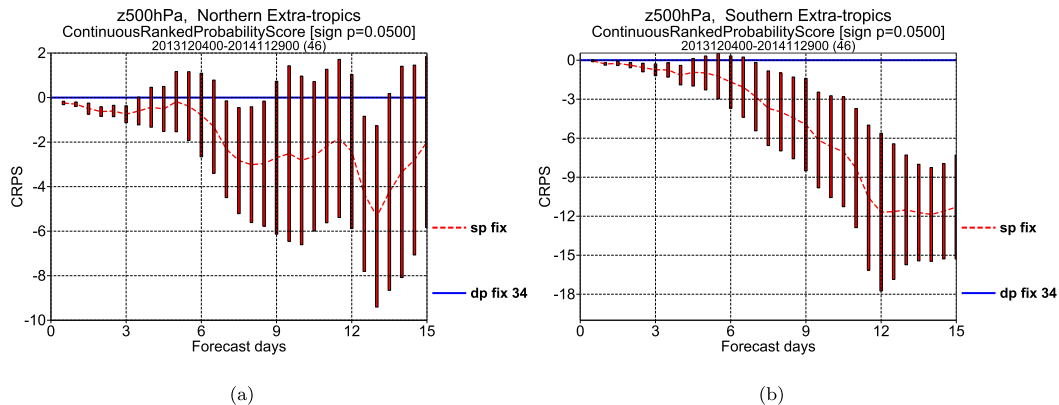 z500hPa, Northern Extra-tropics
ContinuousRankedProbabilityScore [sign p=0.0500]
2013120400-2014112900 (46)
2
0
-2
-4
-6
-8
-10
CRPS
0 3 6 9 12 15
Forecast days
sp fix
dp fix 34
(a)
z500hPa, Southern Extra-tropics
ContinuousRankedProbabilityScore [sign p=0.0500]
2013120400-2014112900 (46)
0
-3
-6
-9
-12
-15
-18
CRPS
0 3 6 9 12 15
Forecast days
sp fix
dp fix 34
(b)